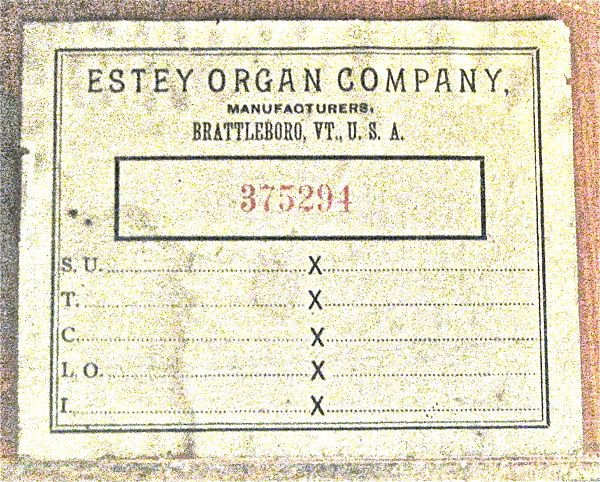 ESTEY ORGAN COMPANY,
MANUFACTURERS,
BRATTLEBORO, VT., U. S. A.
375294
S. U. X
T. X
C. X
L. O. X
I. X